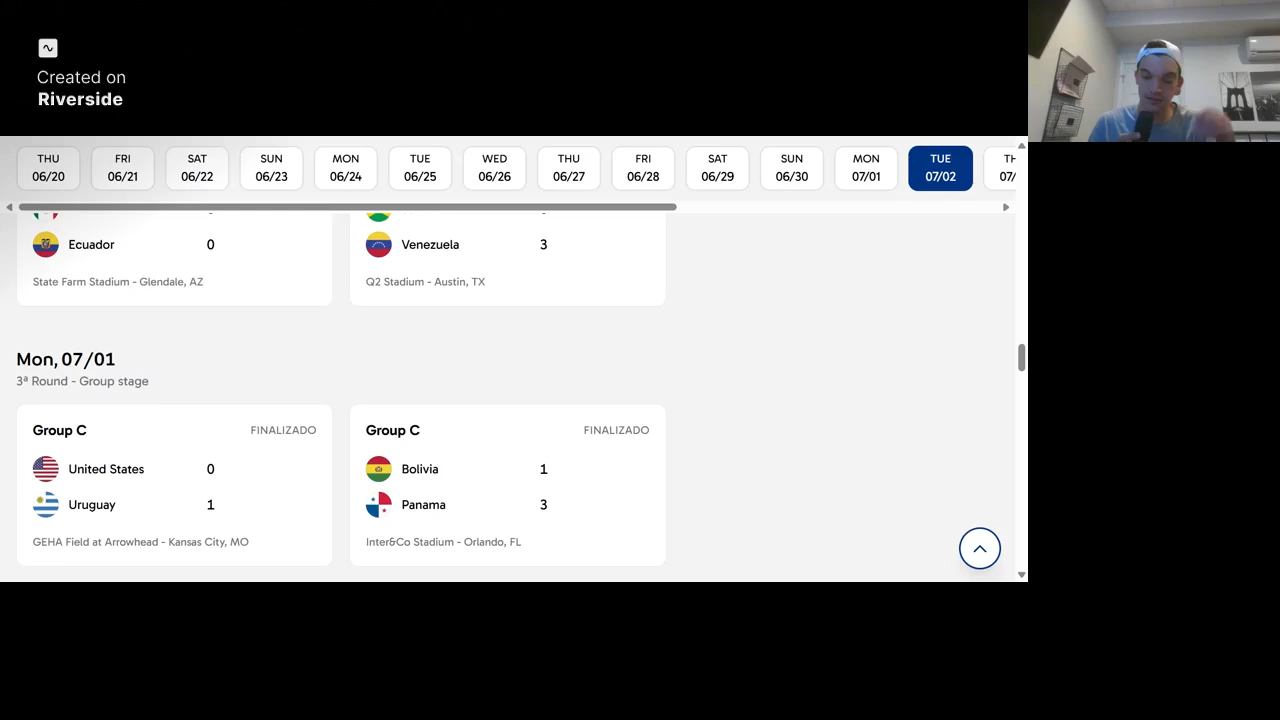 Created on
Riverside
THU
06/20
FRI
06/21
SAT
06/22
SUN
06/23
MON
06/24
TUE
06/25
WED
06/26
THU
06/27
FRI
06/28
SAT
06/29
SUN
06/30
MON
07/01
TUE
07/02
Ecuador 0
State Farm Stadium - Glendale, AZ
Venezuela 3
Q2 Stadium - Austin, TX
Mon, 07/01
3ª Round - Group stage
Group C FINALIZADO
United States 0
Uruguay 1
GEHA Field at Arrowhead - Kansas City, MO
Group C FINALIZADO
Bolivia 1
Panama 3
Inter&Co Stadium - Orlando, FL